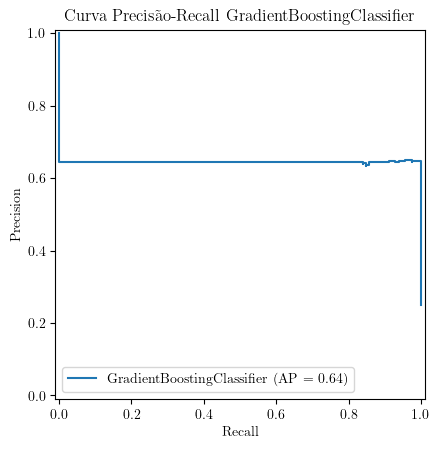 Curva Precisão-Recall GradientBoostingClassifier
1.0
0.8
0.6
0.4
0.2
0.0
Precision
GradientBoostingClassifier (AP = 0.64)
0.0 0.2 0.4 0.6 0.8 1.0
Recall